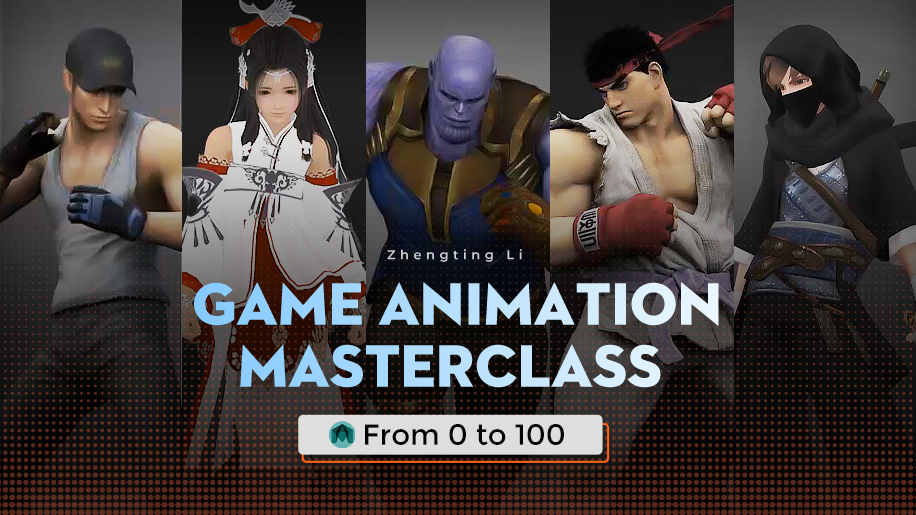 Zhengting Li
GAME ANIMATION
MASTERCLASS
From 0 to 100